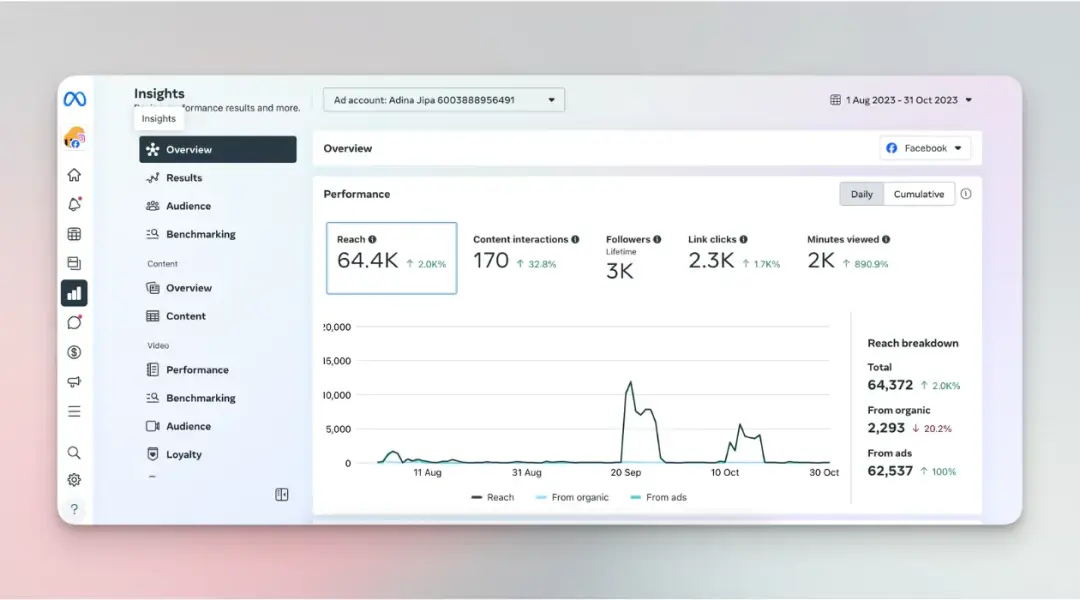 Insights
performance results and more.
Insights
Overview
Results
Audience
Benchmarking
Content
Overview
Content
Video
Performance
Benchmarking
Audience
Loyalty
?
Ad account: Adina Jipa 6003888956491
1 Aug 2023 - 31 Oct 2023
Overview
Facebook
Performance
Daily
Cumulative
Reach
64.4K ↑ 2.0K%
Content interactions
170 ↑ 32.8%
Followers
Lifetime
3K
Link clicks
2.3K ↑ 1.7K%
Minutes viewed
2K ↑ 890.9%
20,000
15,000
10,000
5,000
0
11 Aug
31 Aug
20 Sep
10 Oct
30 Oct
Reach
From organic
From ads
Reach breakdown
Total
64,372 ↑ 2.0K%
From organic
2,293 ↓ 20.2%
From ads
62,537 ↑ 100%